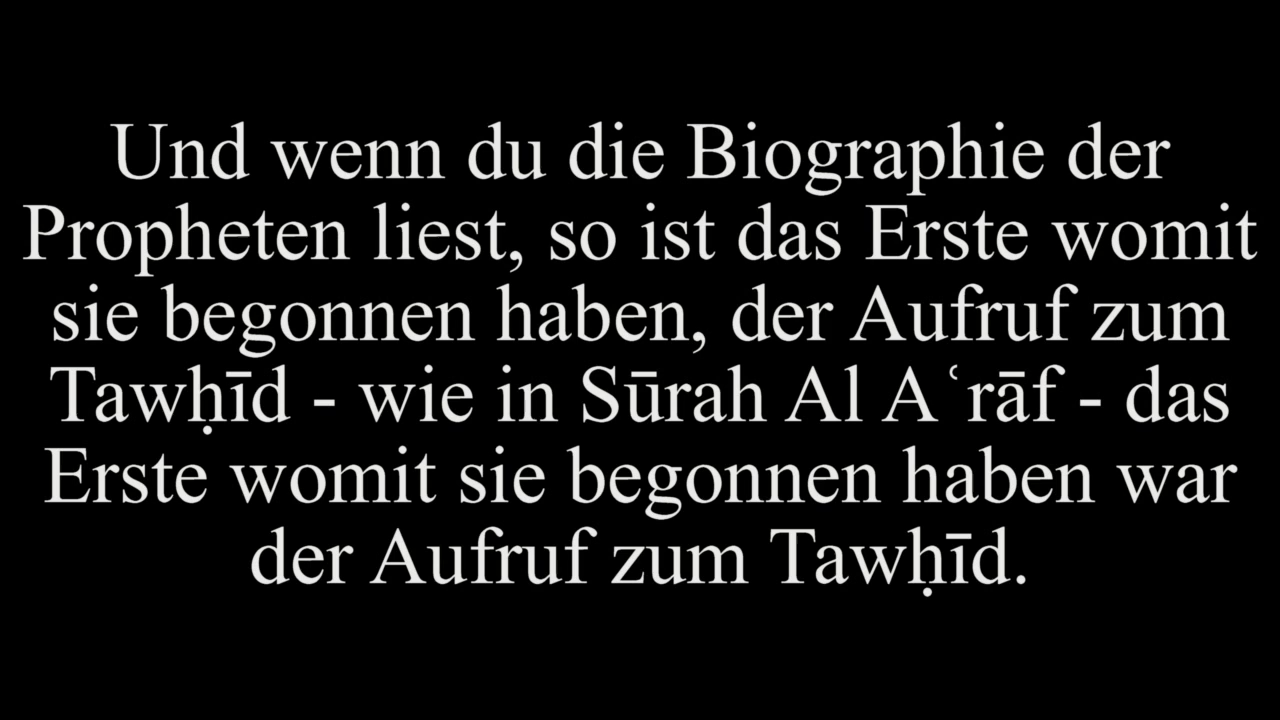 Und wenn du die Biographie der
Propheten liest, so ist das Erste womit
sie begonnen haben, der Aufruf zum
Tawḥīd - wie in Sūrah Al Aʿrāf - das
Erste womit sie begonnen haben war
der Aufruf zum Tawḥīd.